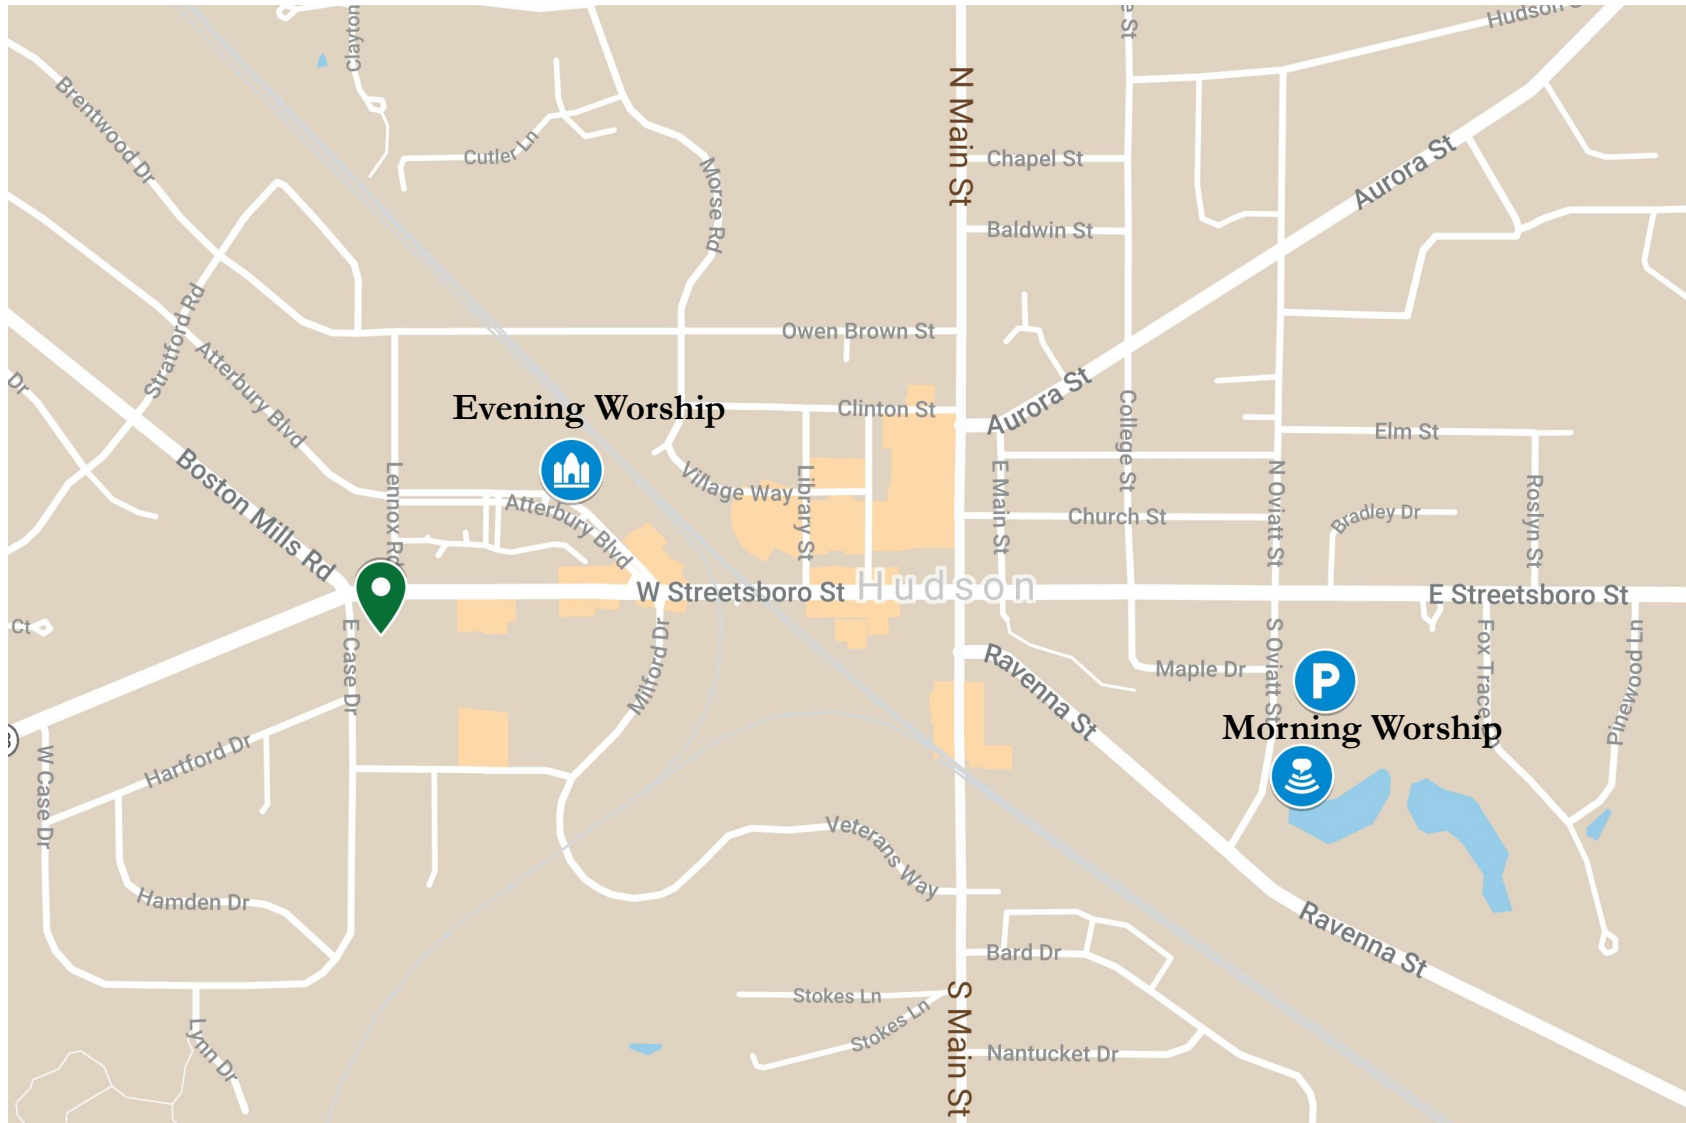 Clayton
e St
Hudson
Brentwood Dr
N Main St
Cutler Ln
Chapel St
Aurora St
Morse Rd
Baldwin St
Stratford Rd
Owen Brown St
Dr
Atterbury Blvd
Evening Worship
Clinton St
Aurora St
College St
Elm St
Boston Mills Rd
Lennox Rd
Village Way
Library St
E Main St
N Oviatt St
Roslyn St
Atterbury Blvd
Church St
Bradley Dr
W Streetsboro St
Hudson
E Streetsboro St
Ct
E Case Dr
Milford Dr
Ravenna St
Maple Dr
S Oviatt St
P
Fox Trace Ln
Pinewood Ln
Morning Worship
Hartford Dr
W Case Dr
Veterans Way
Hamden Dr
Ravenna St
Bard Dr
Stokes Ln
Stokes Ln
S Main St
Nantucket Dr
Lynn Dr